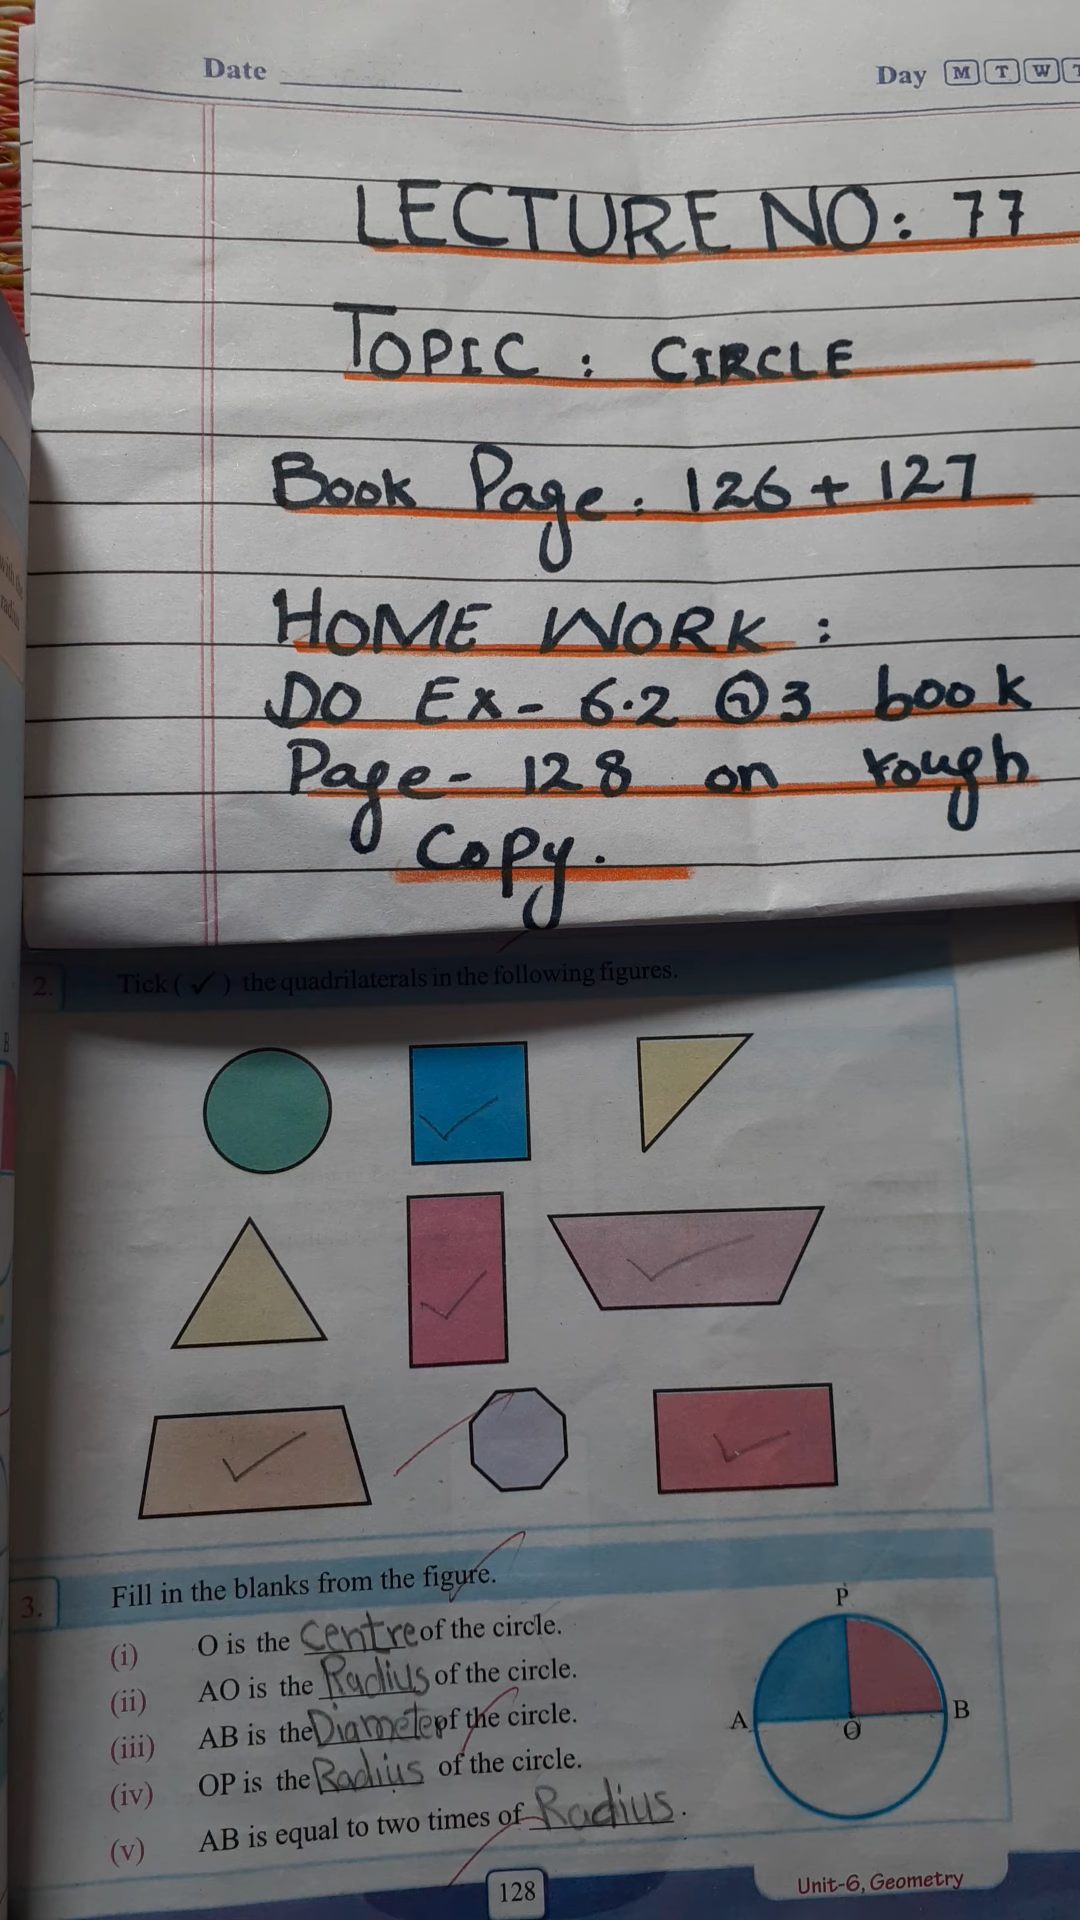 Date
Day M T W T
LECTURE NO: 77
TOPIC : CIRCLE
Book Page: 126 + 127
HOME WORK :
DO Ex- 6.2 Q3 book
Page- 128 on rough
copy.
with the
radius
B
2. Tick ( ✓ ) the quadrilaterals in the following figures.
3. Fill in the blanks from the figure.
(i) O is the centre of the circle.
(ii) AO is the Radius of the circle.
(iii) AB is the Diameter of the circle.
(iv) OP is the Radius of the circle.
(v) AB is equal to two times of Radius.
P
A
O
B
128
Unit-6, Geometry